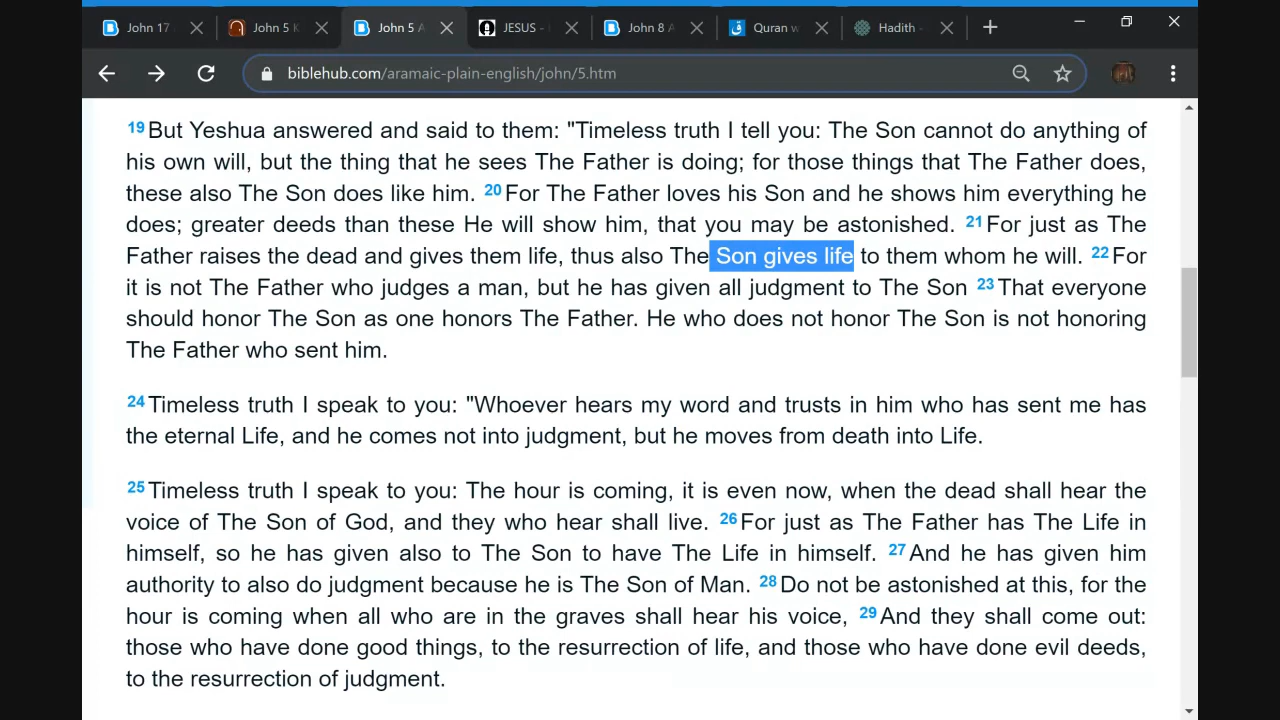 John 17 John 5 K John 5 A JESUS - John 8 A Quran w Hadith -
biblehub.com/aramaic-plain-english/john/5.htm
19 But Yeshua answered and said to them: "Timeless truth I tell you: The Son cannot do anything of
his own will, but the thing that he sees The Father is doing; for those things that The Father does,
these also The Son does like him. 20 For The Father loves his Son and he shows him everything he
does; greater deeds than these He will show him, that you may be astonished. 21 For just as The
Father raises the dead and gives them life, thus also The Son gives life to them whom he will. 22 For
it is not The Father who judges a man, but he has given all judgment to The Son 23 That everyone
should honor The Son as one honors The Father. He who does not honor The Son is not honoring
The Father who sent him.
24 Timeless truth I speak to you: "Whoever hears my word and trusts in him who has sent me has
the eternal Life, and he comes not into judgment, but he moves from death into Life.
25 Timeless truth I speak to you: The hour is coming, it is even now, when the dead shall hear the
voice of The Son of God, and they who hear shall live. 26 For just as The Father has The Life in
himself, so he has given also to The Son to have The Life in himself. 27 And he has given him
authority to also do judgment because he is The Son of Man. 28 Do not be astonished at this, for the
hour is coming when all who are in the graves shall hear his voice, 29 And they shall come out:
those who have done good things, to the resurrection of life, and those who have done evil deeds,
to the resurrection of judgment.